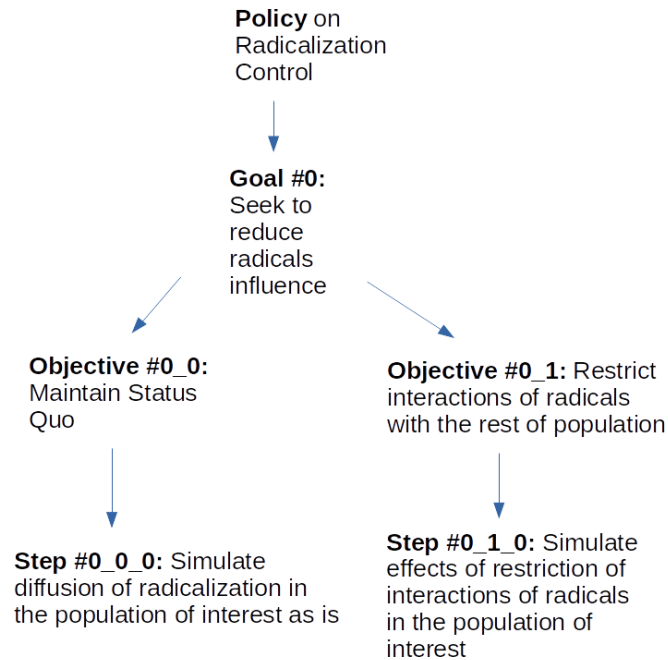 Policy on
Radicalization
Control
Goal #0:
Seek to
reduce
radicals
influence
Objective #0_0:
Maintain Status
Quo
Objective #0_1: Restrict
interactions of radicals
with the rest of population
Step #0_0_0: Simulate
diffusion of radicalization in
the population of interest as is
Step #0_1_0: Simulate
effects of restriction of
interactions of radicals
in the population of
interest